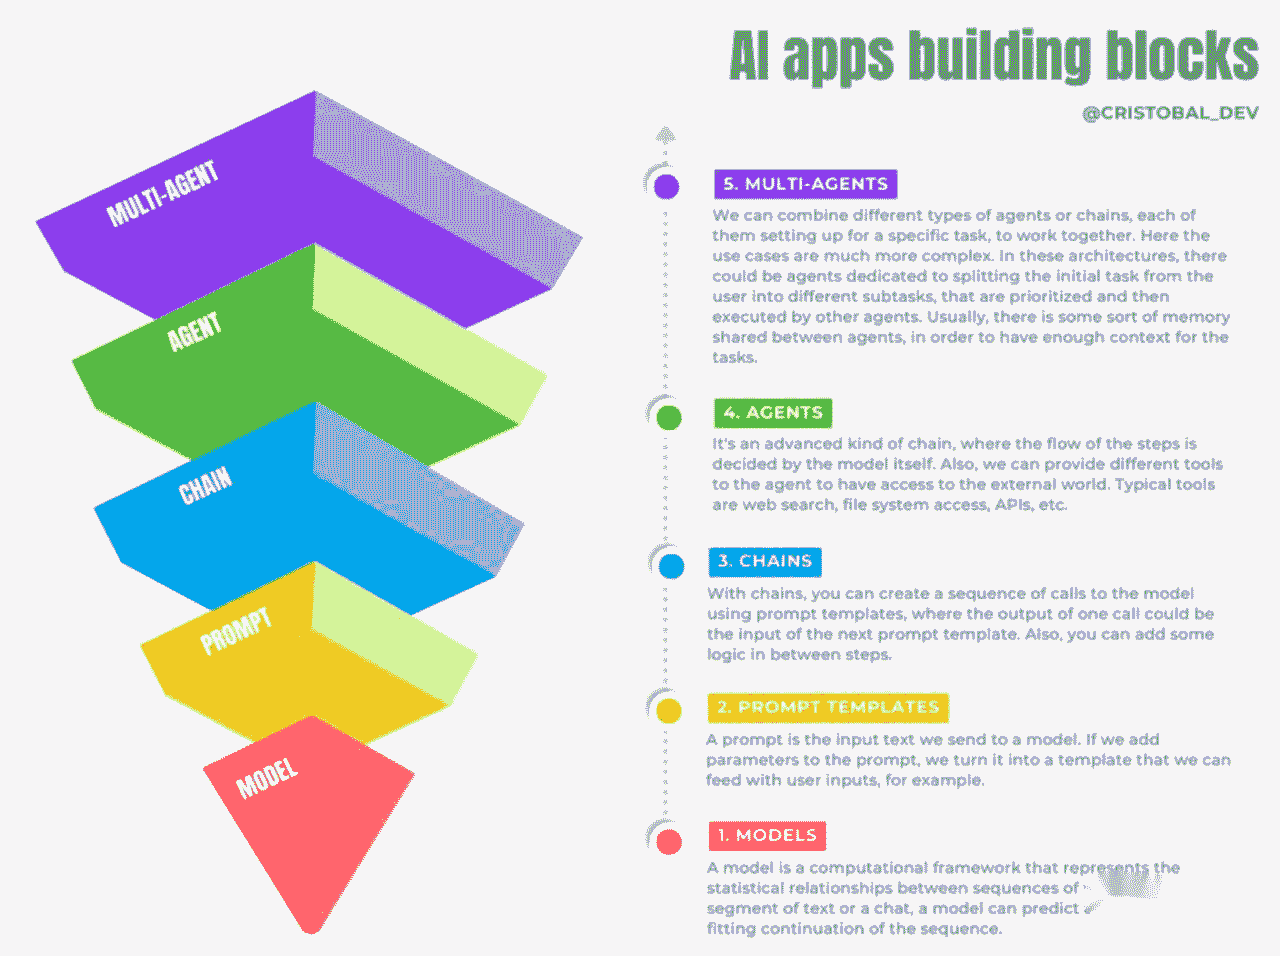 AI apps building blocks
@CRISTOBAL_DEV
MULTI-AGENT
AGENT
CHAIN
PROMPT
MODEL
5. MULTI-AGENTS
We can combine different types of agents or chains, each of
them setting up for a specific task, to work together. Here the
use cases are much more complex. In these architectures, there
could be agents dedicated to splitting the initial task from the
user into different subtasks, that are prioritized and then
executed by other agents. Usually, there is some sort of memory
shared between agents, in order to have enough context for the
tasks.
4. AGENTS
It's an advanced kind of chain, where the flow of the steps is
decided by the model itself. Also, we can provide different tools
to the agent to have access to the external world. Typical tools
are web search, file system access, APIs, etc.
3. CHAINS
With chains, you can create a sequence of calls to the model
using prompt templates, where the output of one call could be
the input of the next prompt template. Also, you can add some
logic in between steps.
2. PROMPT TEMPLATES
A prompt is the input text we send to a model. If we add
parameters to the prompt, we turn it into a template that we can
feed with user inputs, for example.
1. MODELS
A model is a computational framework that represents the
statistical relationships between sequences of
segment of text or a chat, a model can predict
fitting continuation of the sequence.